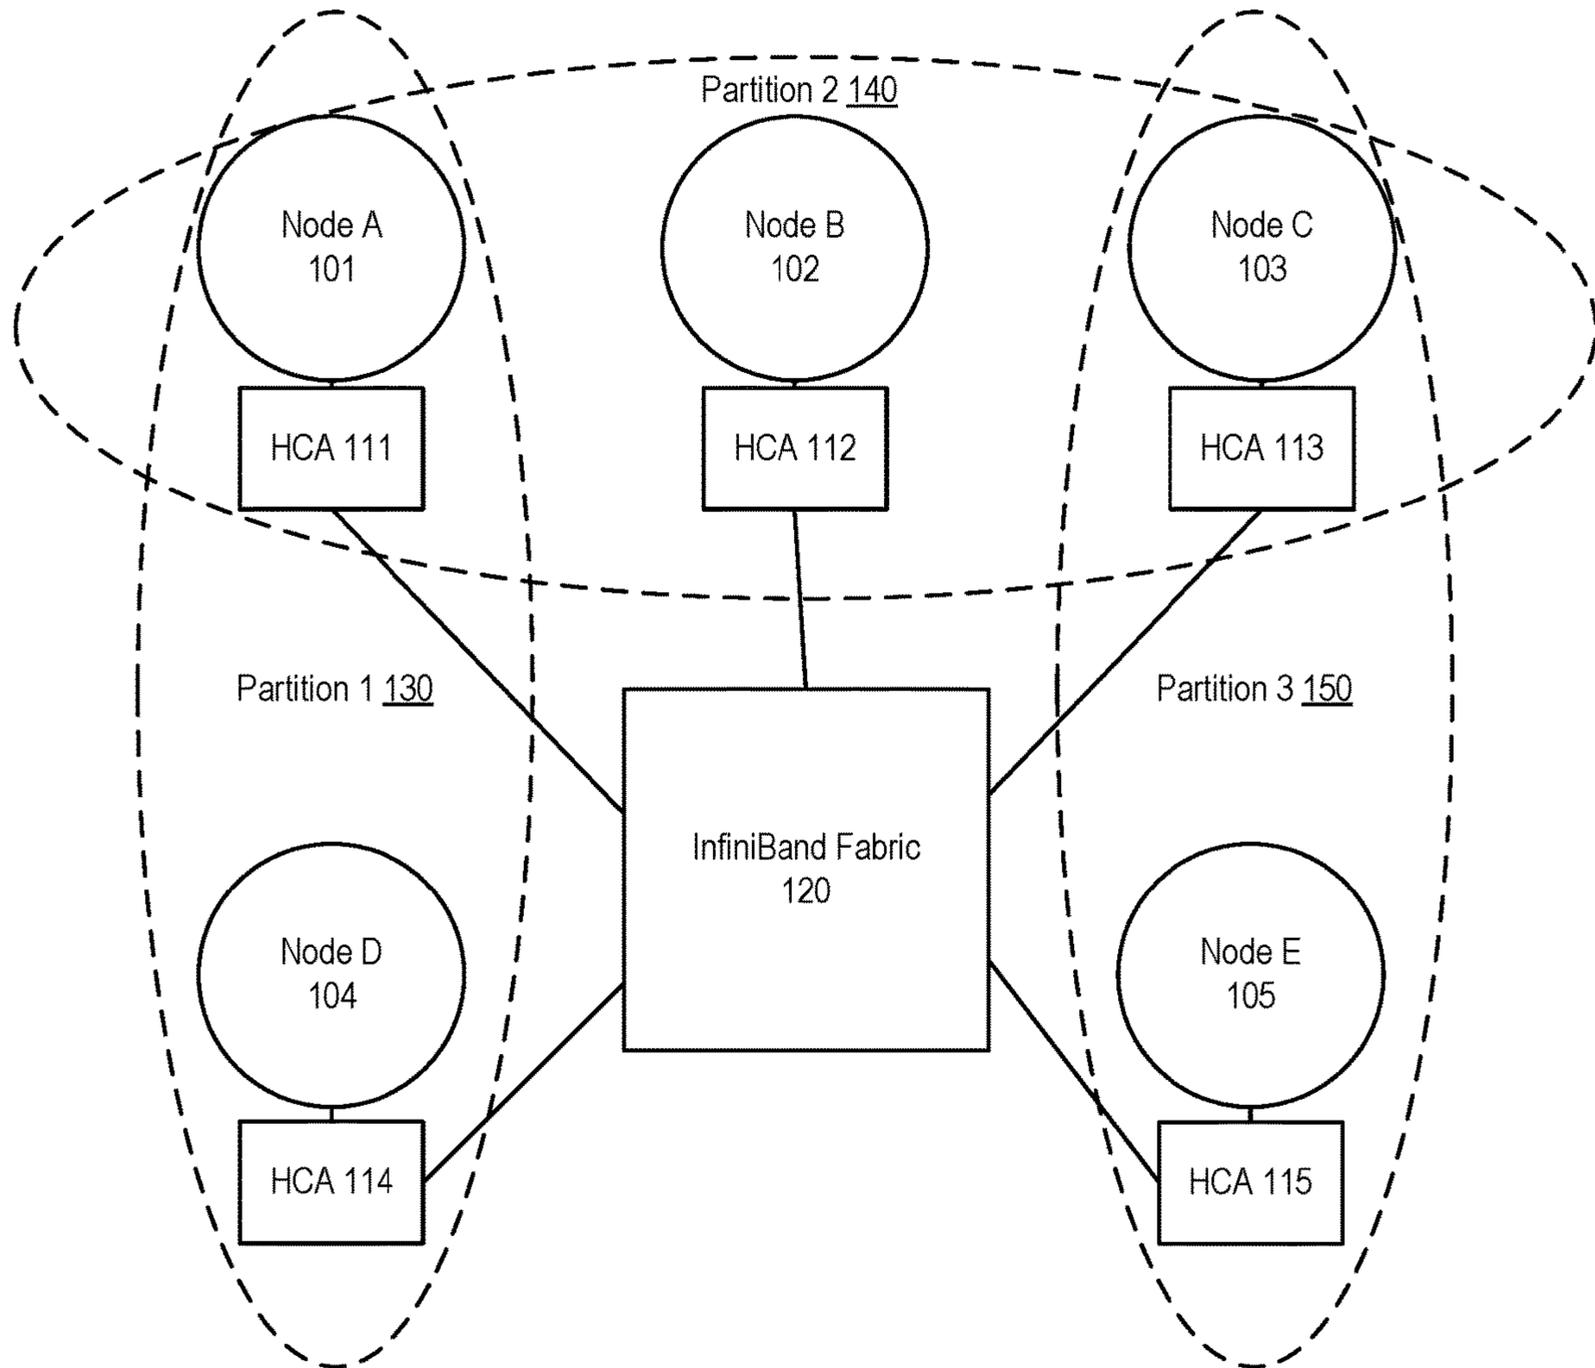 Partition 2 140
Node A
101
Node B
102
Node C
103
HCA 111
HCA 112
HCA 113
Partition 1 130
Partition 3 150
InfiniBand Fabric
120
Node D
104
Node E
105
HCA 114
HCA 115